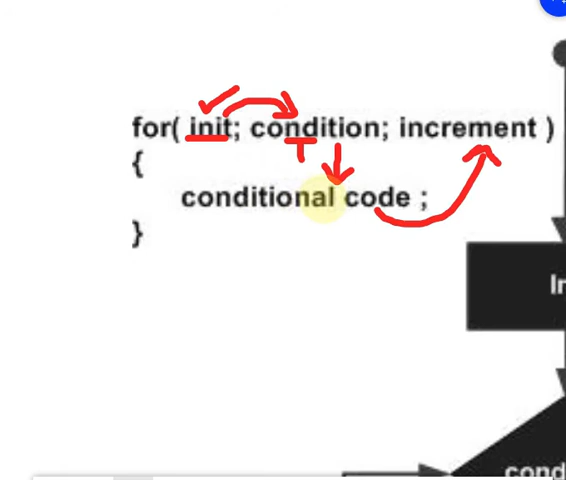 for( init; condition; increment )
T
{
conditional code ;
}
In
cond